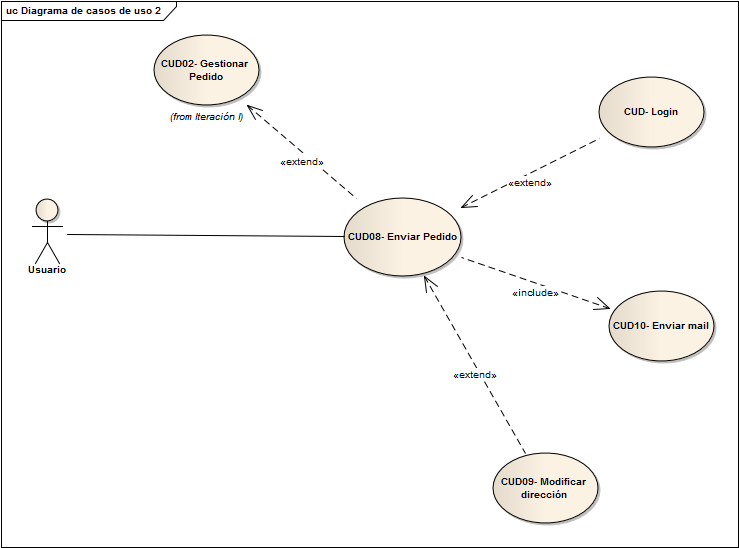 uc Diagrama de casos de uso 2
CUD02- Gestionar
Pedido
(from Iteración I)
CUD- Login
«extend»
«extend»
CUD08- Enviar Pedido
Usuario
«include»
CUD10- Enviar mail
«extend»
CUD09- Modificar
dirección